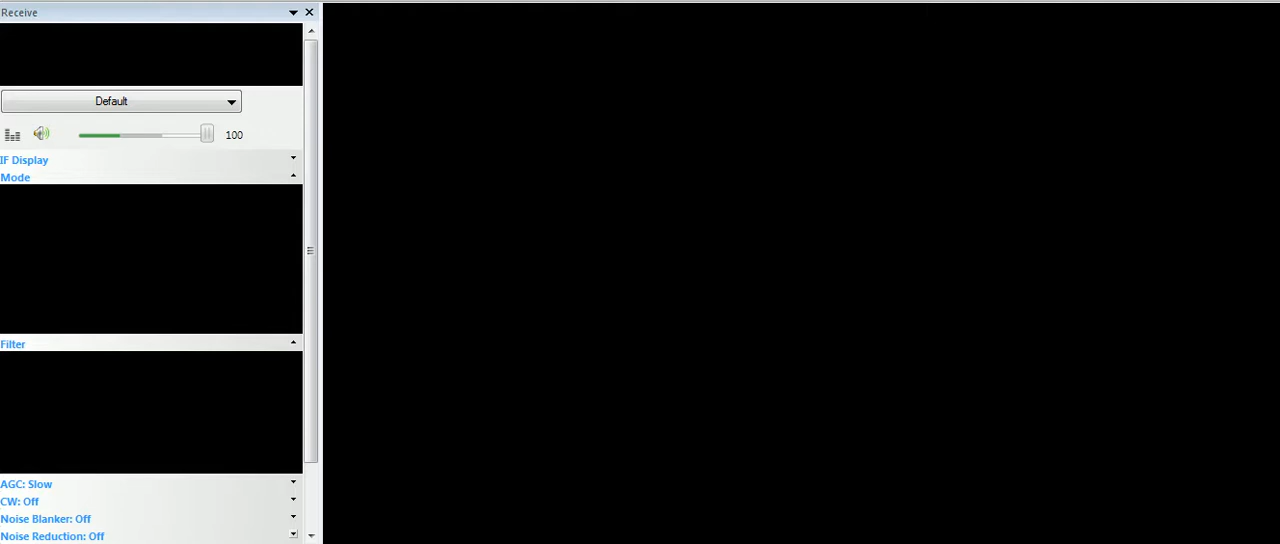 Receive
Default
100
IF Display
Mode
Filter
AGC: Slow
CW: Off
Noise Blanker: Off
Noise Reduction: Off